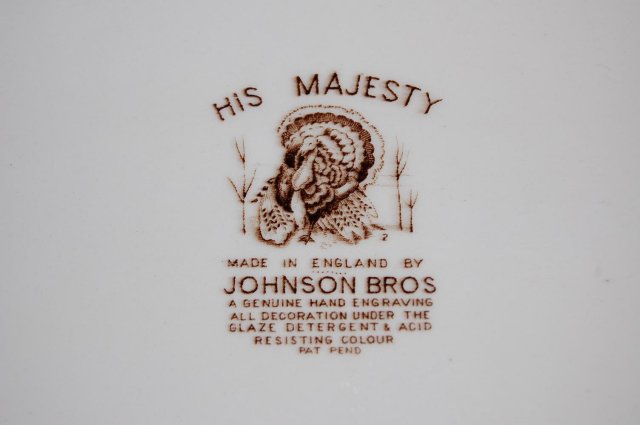 HIS MAJESTY
MADE IN ENGLAND BY
JOHNSON BROS
A GENUINE HAND ENGRAVING
ALL DECORATION UNDER THE
GLAZE DETERGENT & ACID
RESISTING COLOUR
PAT PEND